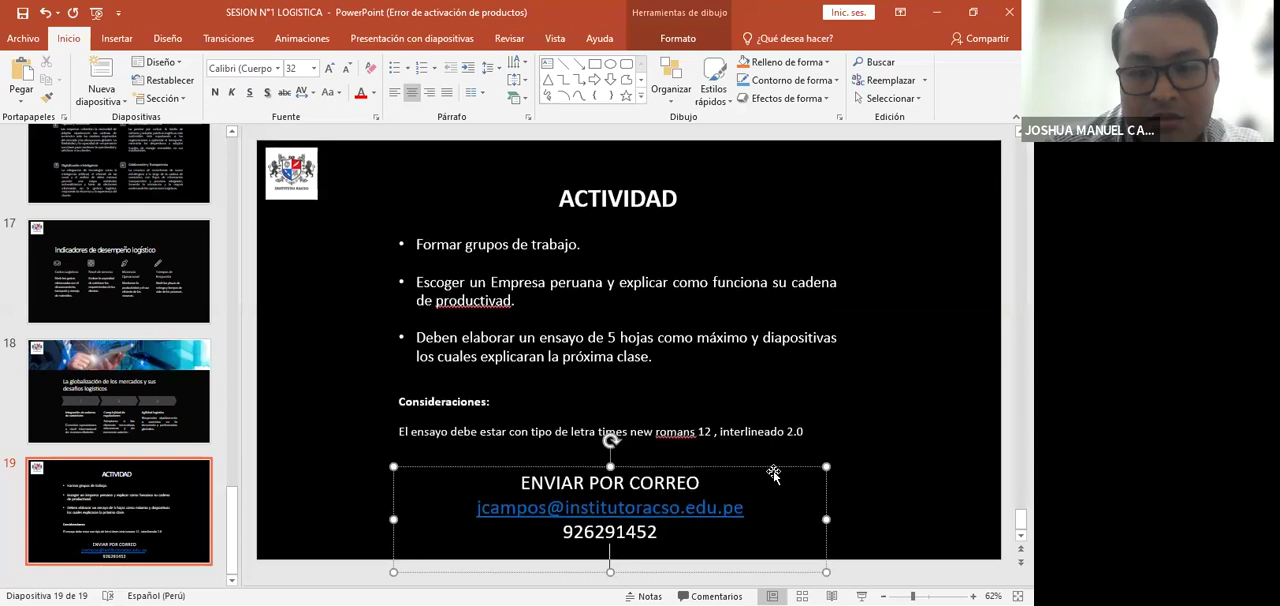 SESION N°1 LOGISTICA - PowerPoint (Error de activación de productos)
Herramientas de dibujo
Inic. ses.
Archivo Inicio Insertar Diseño Transiciones Animaciones Presentación con diapositivas Revisar Vista Ayuda Formato ¿Qué desea hacer? Compartir
Pegar
Nueva diapositiva
Diseño
Restablecer
Sección
Calibri (Cuerpo) 32
N K S S abc AV Aa A
Organizar
Estilos rápidos
Relleno de forma
Contorno de forma
Efectos de forma
Buscar
Reemplazar
Seleccionar
Portapapeles Diapositivas Fuente Párrafo Dibujo Edición
JOSHUA MANUEL CA...
17
Indicadores de desempeño logístico
18
La globalización de los mercados y sus
desafíos logísticos
19
INSTITUTO RACSO
ACTIVIDAD
• Formar grupos de trabajo.
• Escoger un Empresa peruana y explicar como funciona su cadena
de productivad.
• Deben elaborar un ensayo de 5 hojas como máximo y diapositivas
los cuales explicaran la próxima clase.
Consideraciones:
El ensayo debe estar con tipo de letra times new romans 12 , interlineado 2.0
ENVIAR POR CORREO
jcampos@institutoracso.edu.pe
926291452
Diapositiva 19 de 19 Español (Perú) Notas Comentarios 62%